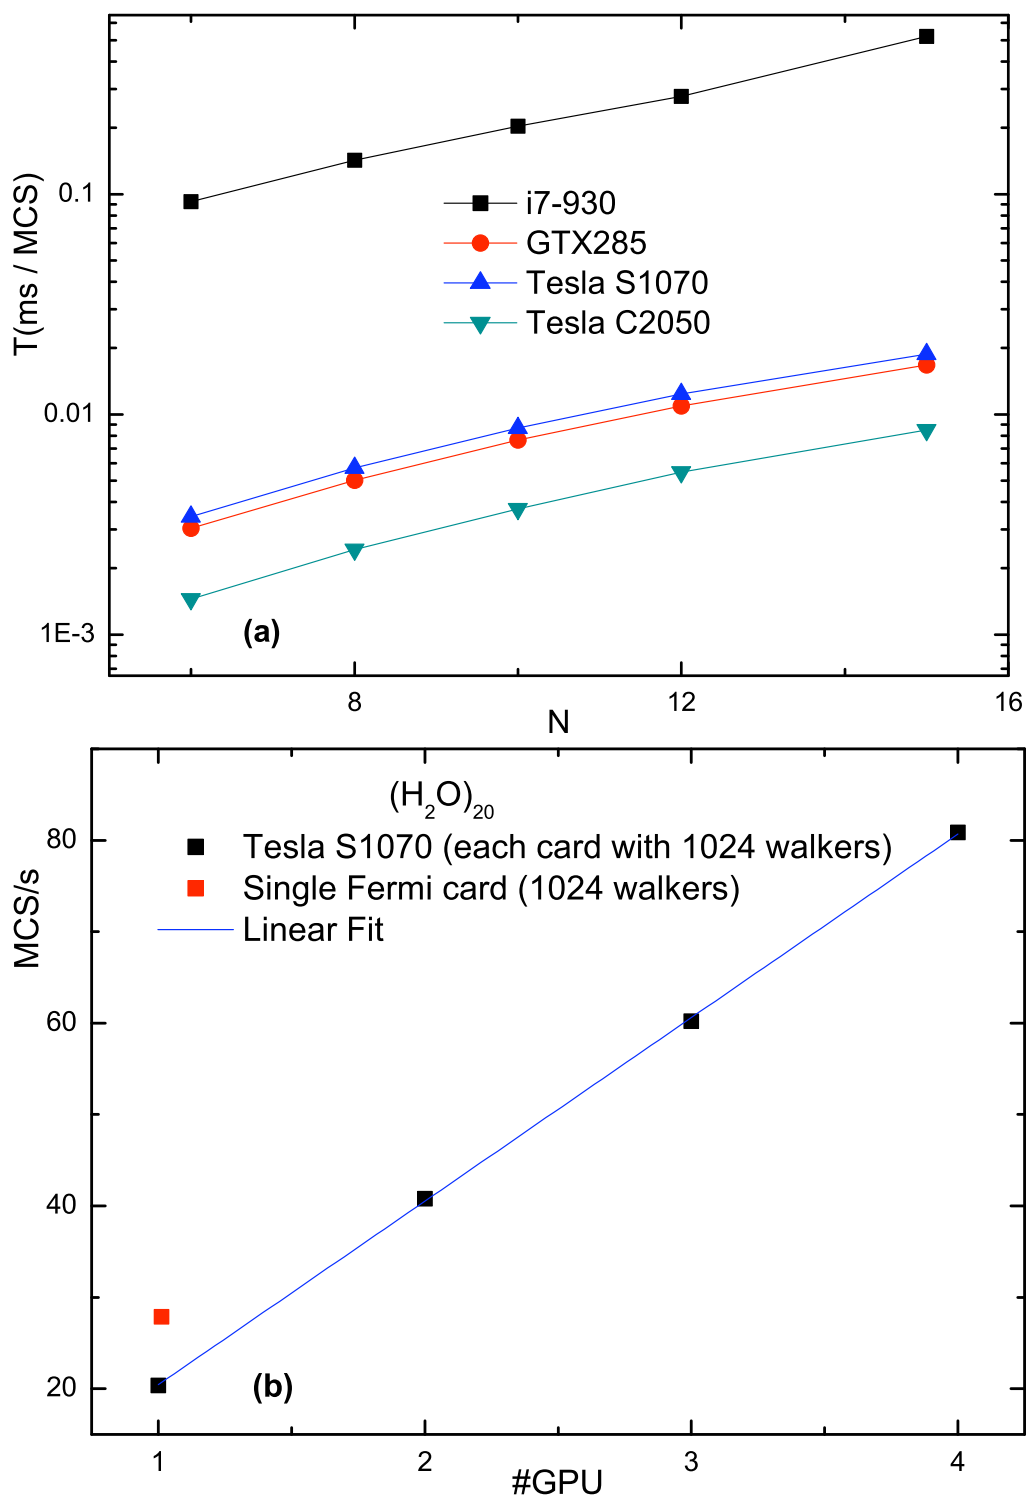 T(ms / MCS)
0.1
0.01
1E-3
i7-930
GTX285
Tesla S1070
Tesla C2050
(a)
8
12
16
N
(H₂O)₂₀
Tesla S1070 (each card with 1024 walkers)
Single Fermi card (1024 walkers)
Linear Fit
MCS/s
80
60
40
20
(b)
1
2
3
4
#GPU